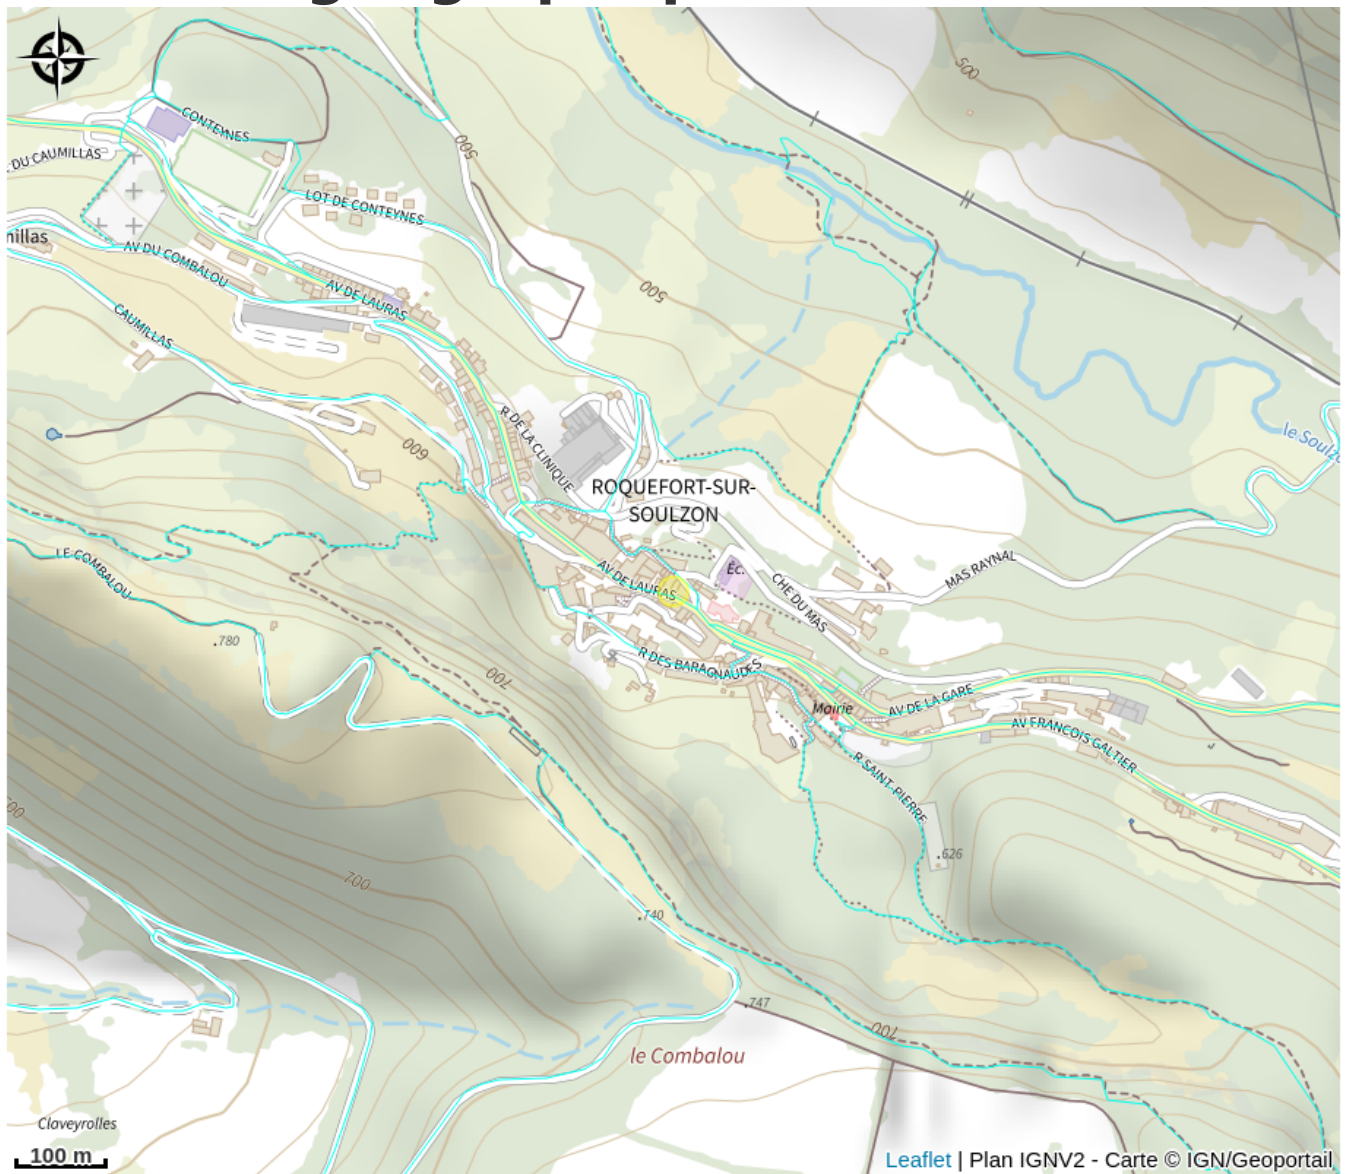 500
CONTEYNES
500
DU CAUMILLAS
LOT DE CONTEYNES
millas
AV DU COMBALOU
AV DE LAURAS
500
CAUMILLAS
R DE LA CLINIQUE
600
le Soulzo
ROQUEFORT-SUR-
SOULZON
LE COMBALOU
AV DE LAURAS
Éc.
CHE DU MAS
MAS RAYNAL
780
R DES BARAGNAUDES
700
AV DE LA GARE
Mairie
AV FRANCOIS GALTIER
R SAINT-PIERRE
626
700
740
747
700
le Combalou
Claveyrolles
100 m
Leaflet | Plan IGNV2 - Carte © IGN/Geoportail